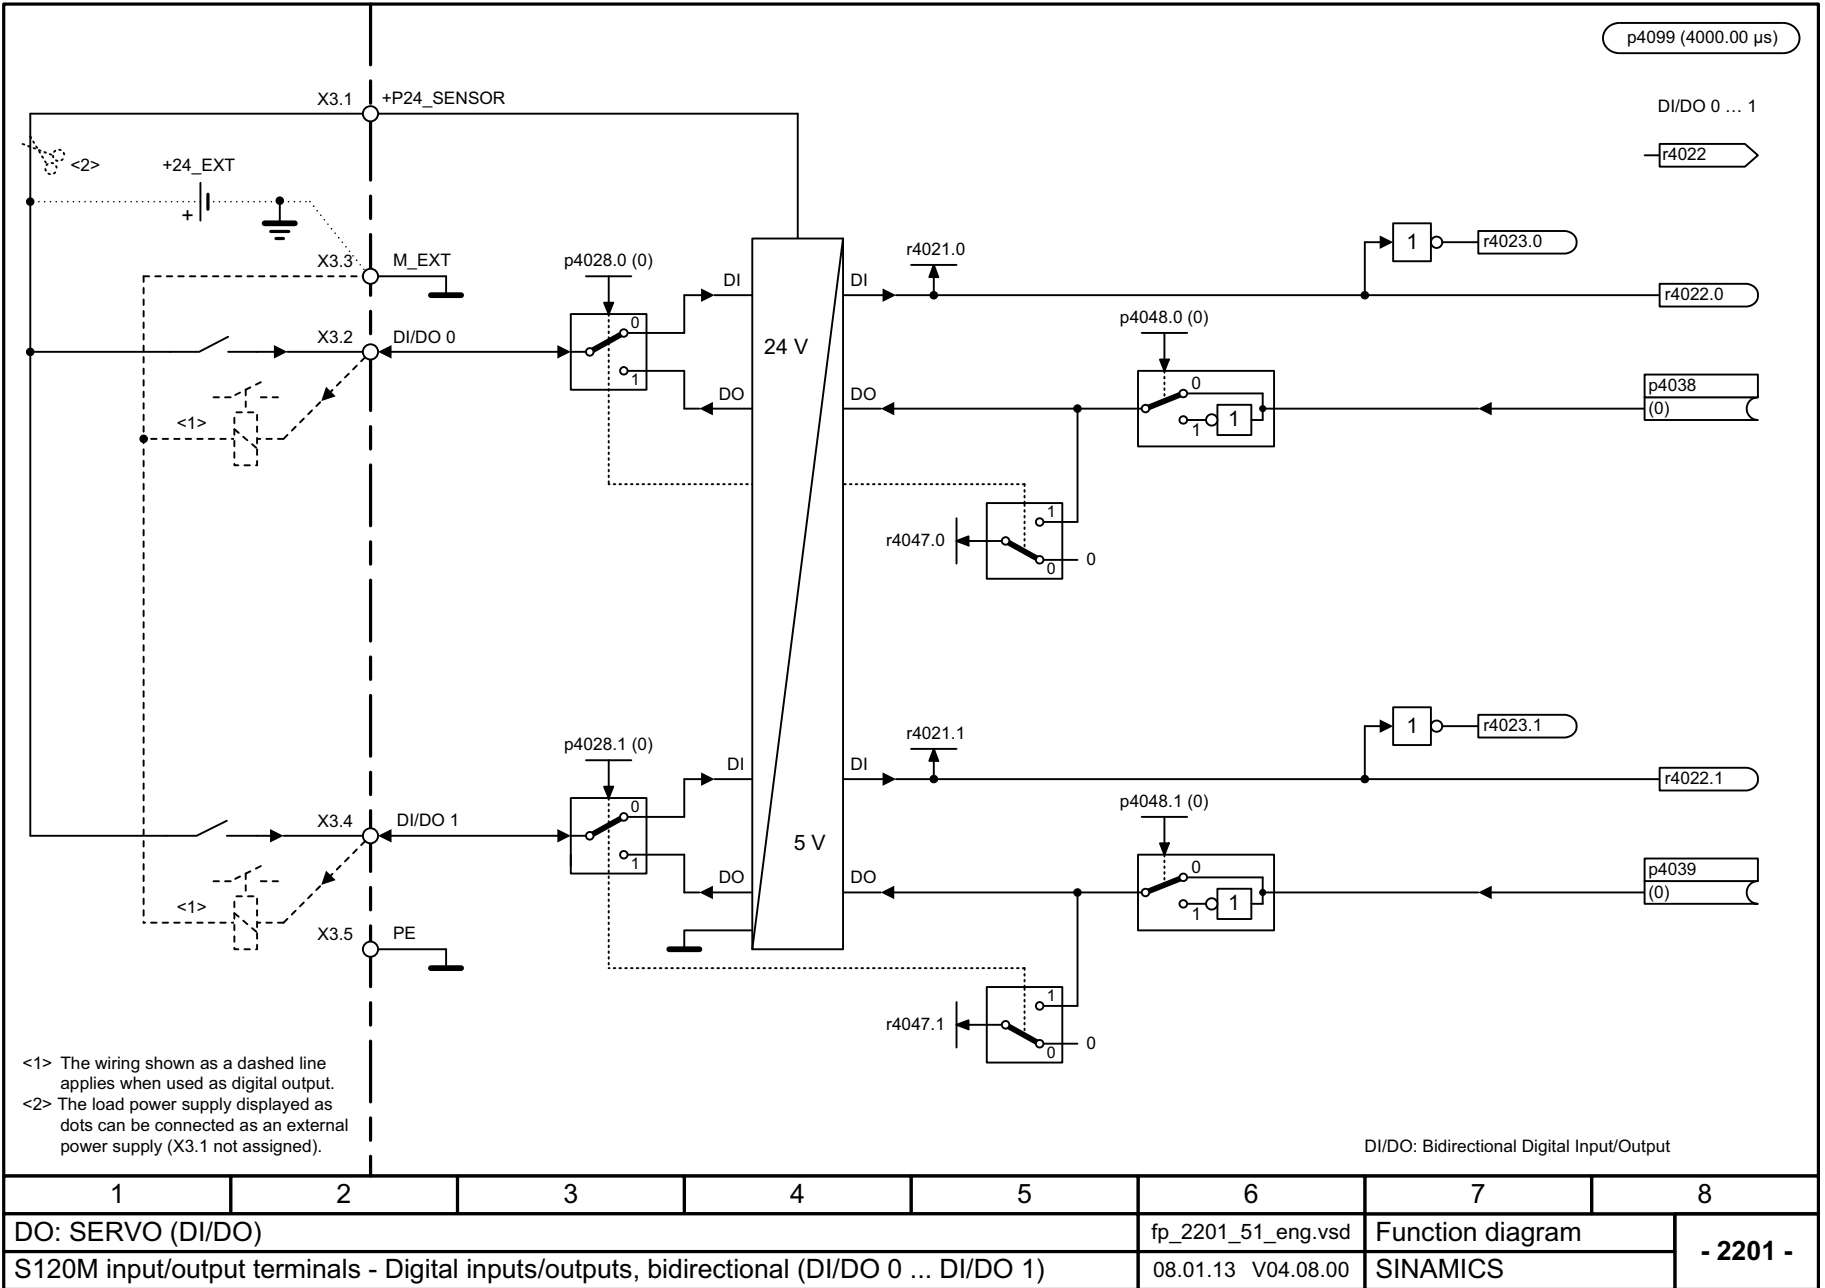 p4099 (4000.00 µs)
X3.1 +P24_SENSOR
DI/DO 0 ... 1
<2>
+24_EXT
r4022
+
X3.3 M_EXT
p4028.0 (0)
r4021.0
1
r4023.0
DI
DI
r4022.0
X3.2 DI/DO 0
0
1
24 V
p4048.0 (0)
<1>
DO
DO
0
1
1
p4038
(0)
r4047.0
1
0
0
p4028.1 (0)
r4021.1
1
r4023.1
DI
DI
r4022.1
X3.4 DI/DO 1
0
1
5 V
p4048.1 (0)
<1>
DO
DO
0
1
1
p4039
(0)
X3.5 PE
r4047.1
1
0
0
<1> The wiring shown as a dashed line
applies when used as digital output.
<2> The load power supply displayed as
dots can be connected as an external
power supply (X3.1 not assigned).
DI/DO: Bidirectional Digital Input/Output
1 2 3 4 5 6 7 8
DO: SERVO (DI/DO)
fp_2201_51_eng.vsd
Function diagram
- 2201 -
S120M input/output terminals - Digital inputs/outputs, bidirectional (DI/DO 0 ... DI/DO 1)
08.01.13 V04.08.00
SINAMICS